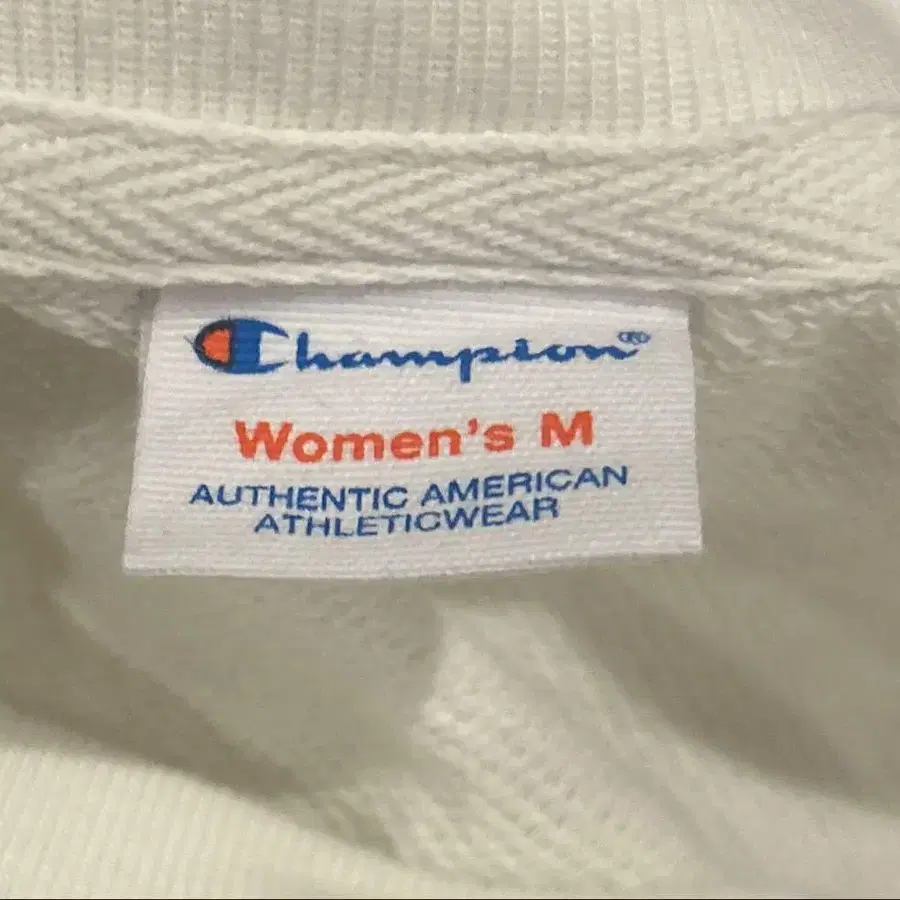 Champion®
Women's M
AUTHENTIC AMERICAN
ATHLETICWEAR